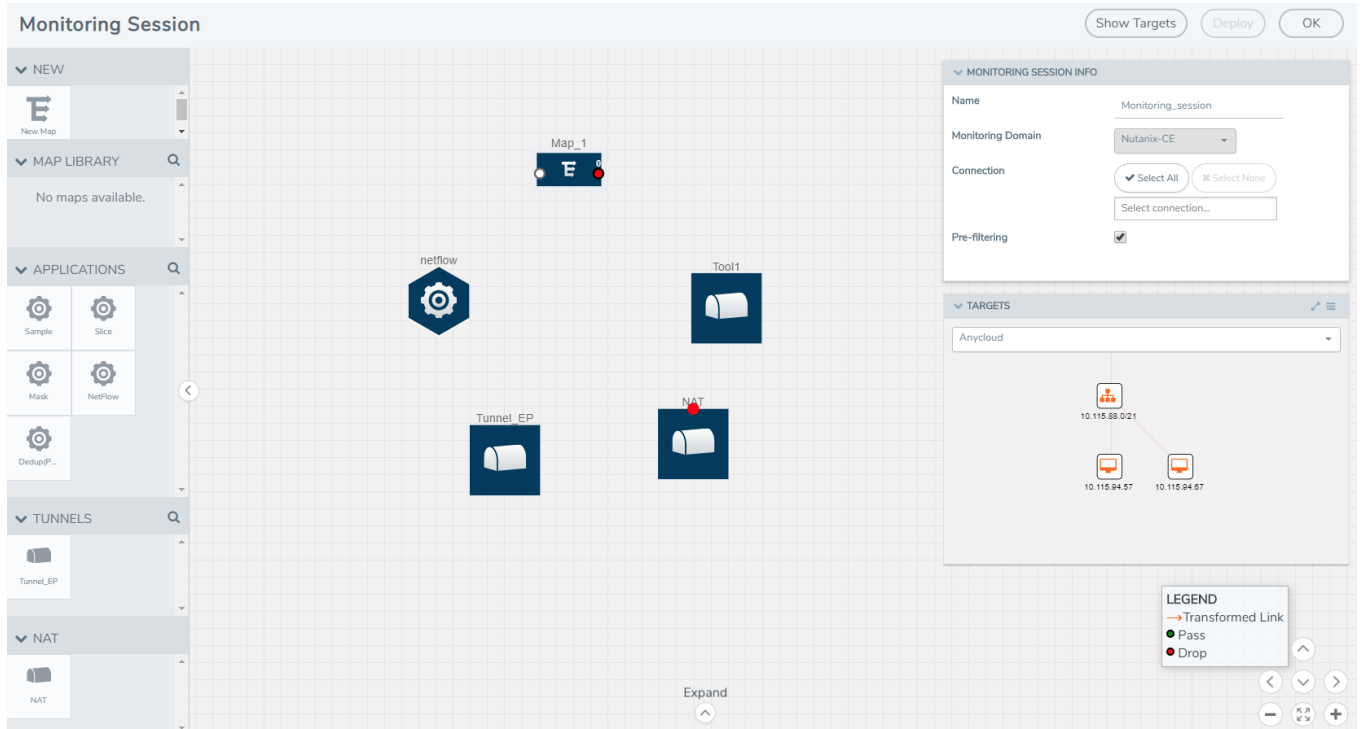 Monitoring Session
Show Targets
Deploy
OK
NEW
New Map
MAP LIBRARY
No maps available.
APPLICATIONS
Sample
Slice
Mask
NetFlow
Dedup(P...
TUNNELS
Tunnel_EP
NAT
NAT
Map_1
0
netflow
Tool1
Tunnel_EP
NAT
Expand
MONITORING SESSION INFO
Name
Monitoring_session
Monitoring Domain
Nutanix-CE
Connection
Select All
Select None
Select connection...
Pre-filtering
TARGETS
Anycloud
10.115.88.0/21
10.115.94.57
10.115.94.67
LEGEND
Transformed Link
Pass
Drop